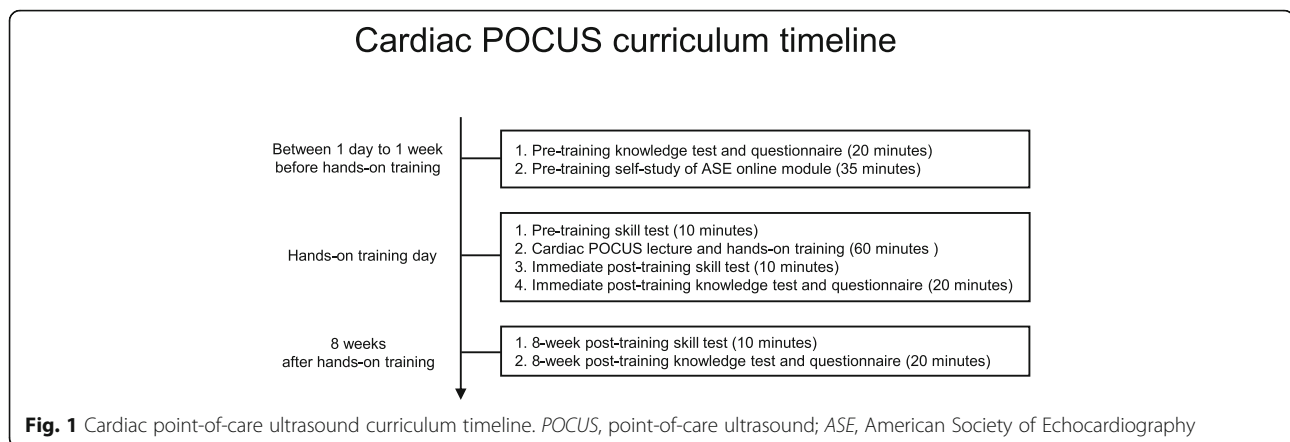 Cardiac POCUS curriculum timeline
Between 1 day to 1 week
before hands-on training
1. Pre-training knowledge test and questionnaire (20 minutes)
2. Pre-training self-study of ASE online module (35 minutes)
Hands-on training day
1. Pre-training skill test (10 minutes)
2. Cardiac POCUS lecture and hands-on training (60 minutes )
3. Immediate post-training skill test (10 minutes)
4. Immediate post-training knowledge test and questionnaire (20 minutes)
8 weeks
after hands-on training
1. 8-week post-training skill test (10 minutes)
2. 8-week post-training knowledge test and questionnaire (20 minutes)
Fig. 1 Cardiac point-of-care ultrasound curriculum timeline. POCUS, point-of-care ultrasound; ASE, American Society of Echocardiography